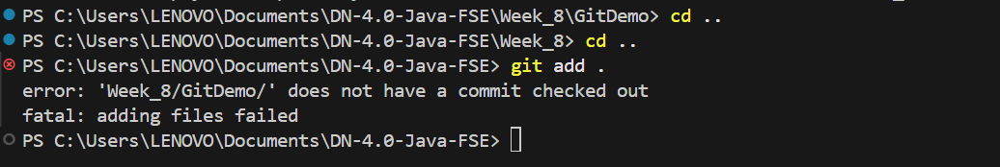 PS C:\Users\LENOVO\Documents\DN-4.0-Java-FSE\Week_8\GitDemo> cd ..
PS C:\Users\LENOVO\Documents\DN-4.0-Java-FSE\Week_8> cd ..
PS C:\Users\LENOVO\Documents\DN-4.0-Java-FSE> git add .
error: 'Week_8/GitDemo/' does not have a commit checked out
fatal: adding files failed
PS C:\Users\LENOVO\Documents\DN-4.0-Java-FSE>